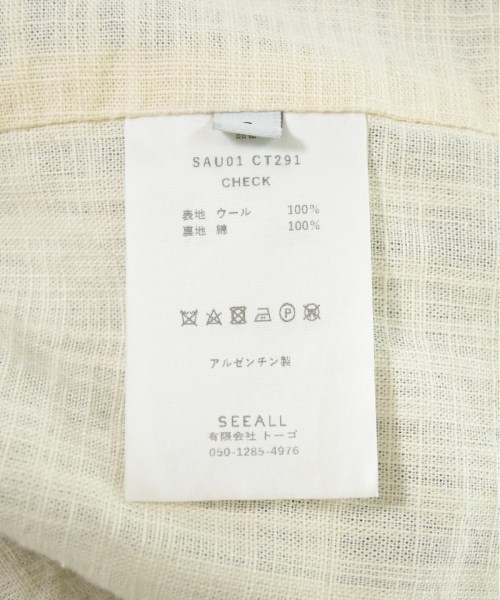 SAU01 CT291
CHECK
表地 ウール 100%
裏地 綿 100%
アルゼンチン製
SEEALL
有限会社 トーゴ
050-1285-4976